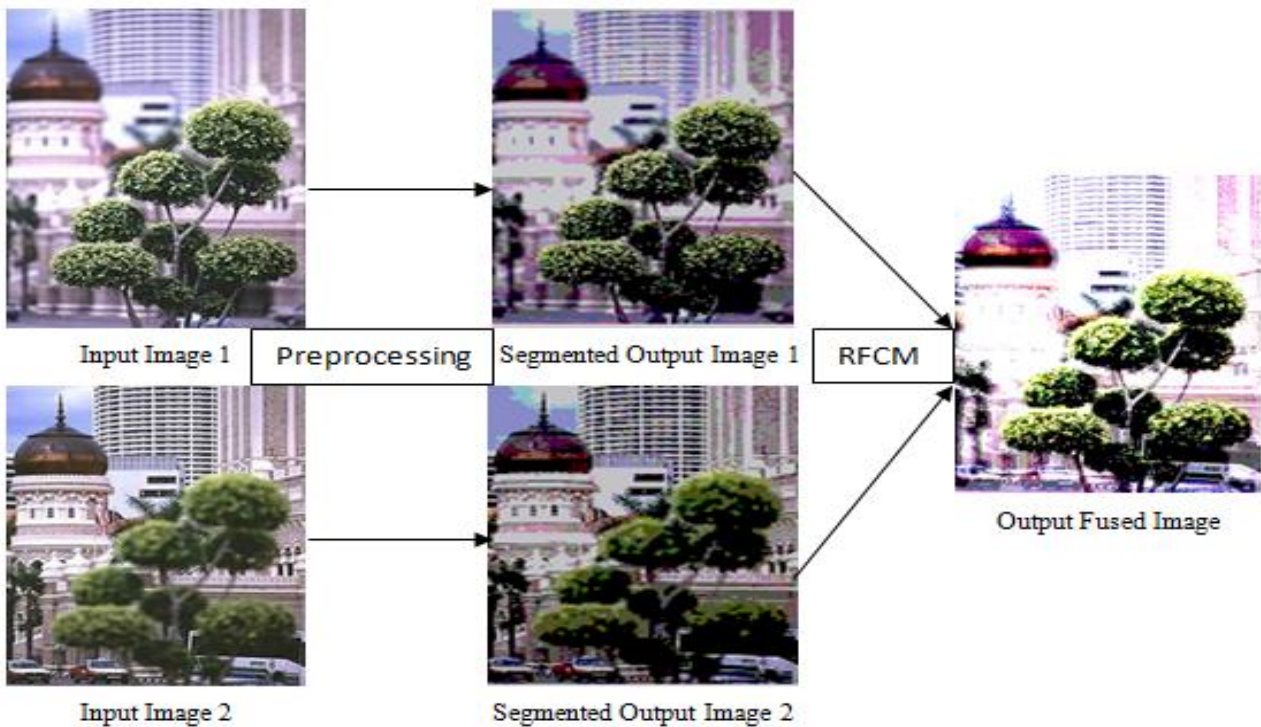 Input Image 1
Preprocessing
Segmented Output Image 1
RFCM
Output Fused Image
Input Image 2
Segmented Output Image 2